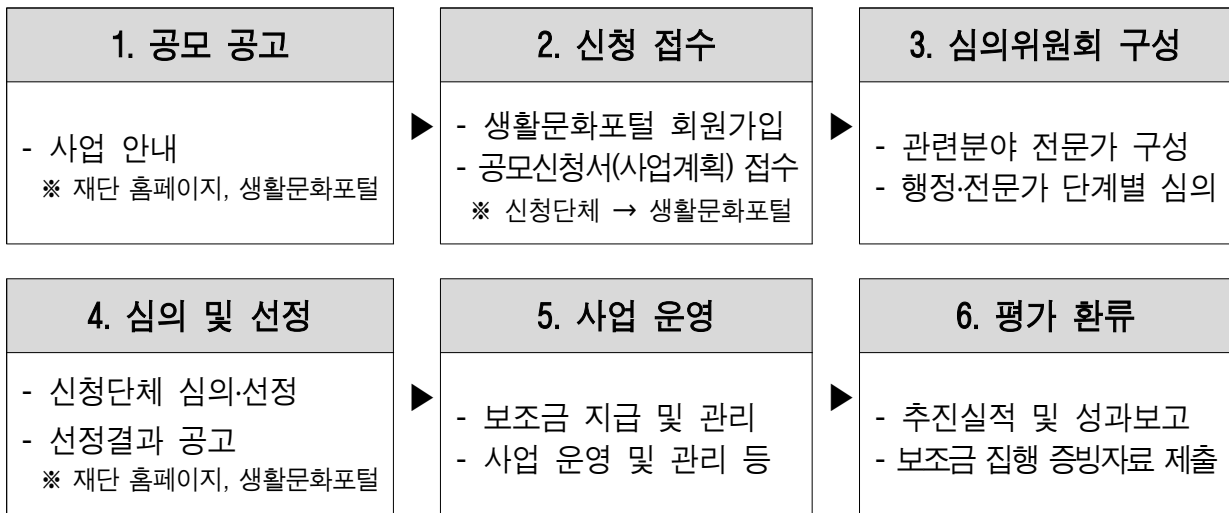 1. 공모 공고
- 사업 안내
※ 재단 홈페이지, 생활문화포털
▶
2. 신청 접수
- 생활문화포털 회원가입
- 공모신청서(사업계획) 접수
※ 신청단체 → 생활문화포털
▶
3. 심의위원회 구성
- 관련분야 전문가 구성
- 행정·전문가 단계별 심의
4. 심의 및 선정
- 신청단체 심의·선정
- 선정결과 공고
※ 재단 홈페이지, 생활문화포털
▶
5. 사업 운영
- 보조금 지급 및 관리
- 사업 운영 및 관리 등
▶
6. 평가 환류
- 추진실적 및 성과보고
- 보조금 집행 증빙자료 제출